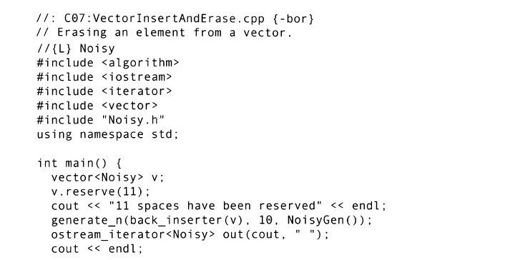 //: C07:VectorInsertAndErase.cpp {-bor}
// Erasing an element from a vector.
//{L} Noisy
#include <algorithm>
#include <iostream>
#include <iterator>
#include <vector>
#include "Noisy.h"
using namespace std;

int main() {
  vector<Noisy> v;
  v.reserve(11);
  cout << "11 spaces have been reserved" << endl;
  generate_n(back_inserter(v), 10, NoisyGen());
  ostream_iterator<Noisy> out(cout, " ");
  cout << endl;